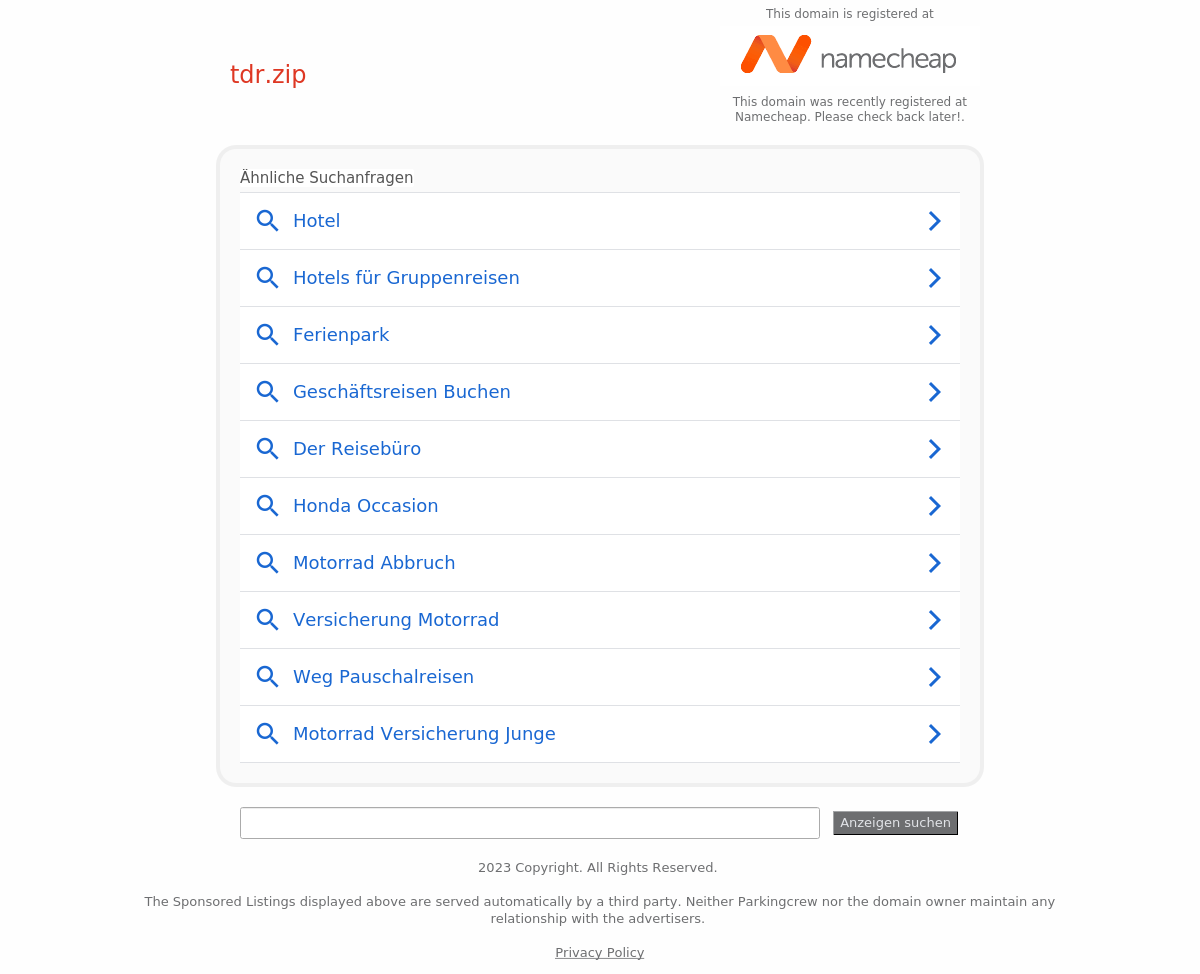 This domain is registered at
namecheap
tdr.zip
This domain was recently registered at
Namecheap. Please check back later!.
Ähnliche Suchanfragen
Hotel
Hotels für Gruppenreisen
Ferienpark
Geschäftsreisen Buchen
Der Reisebüro
Honda Occasion
Motorrad Abbruch
Versicherung Motorrad
Weg Pauschalreisen
Motorrad Versicherung Junge
Anzeigen suchen
2023 Copyright. All Rights Reserved.
The Sponsored Listings displayed above are served automatically by a third party. Neither Parkingcrew nor the domain owner maintain any
relationship with the advertisers.
Privacy Policy